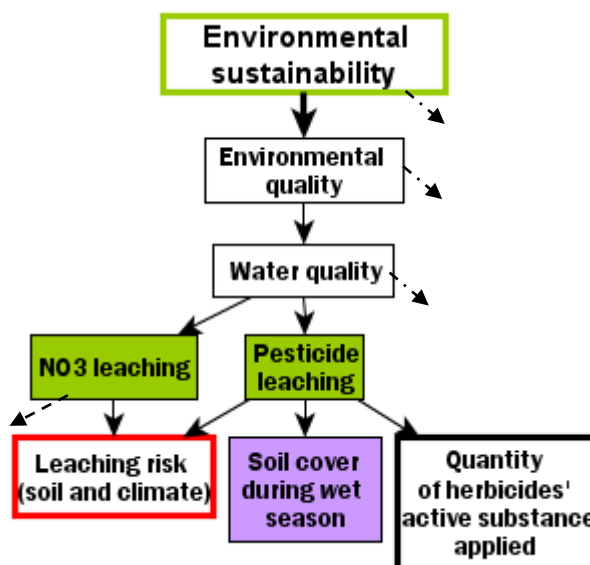 Environmental
sustainability
Environmental
quality
Water quality
NO3 leaching
Pesticide
leaching
Leaching risk
(soil and climate)
Soil cover
during wet
season
Quantity
of herbicides'
active substance
applied